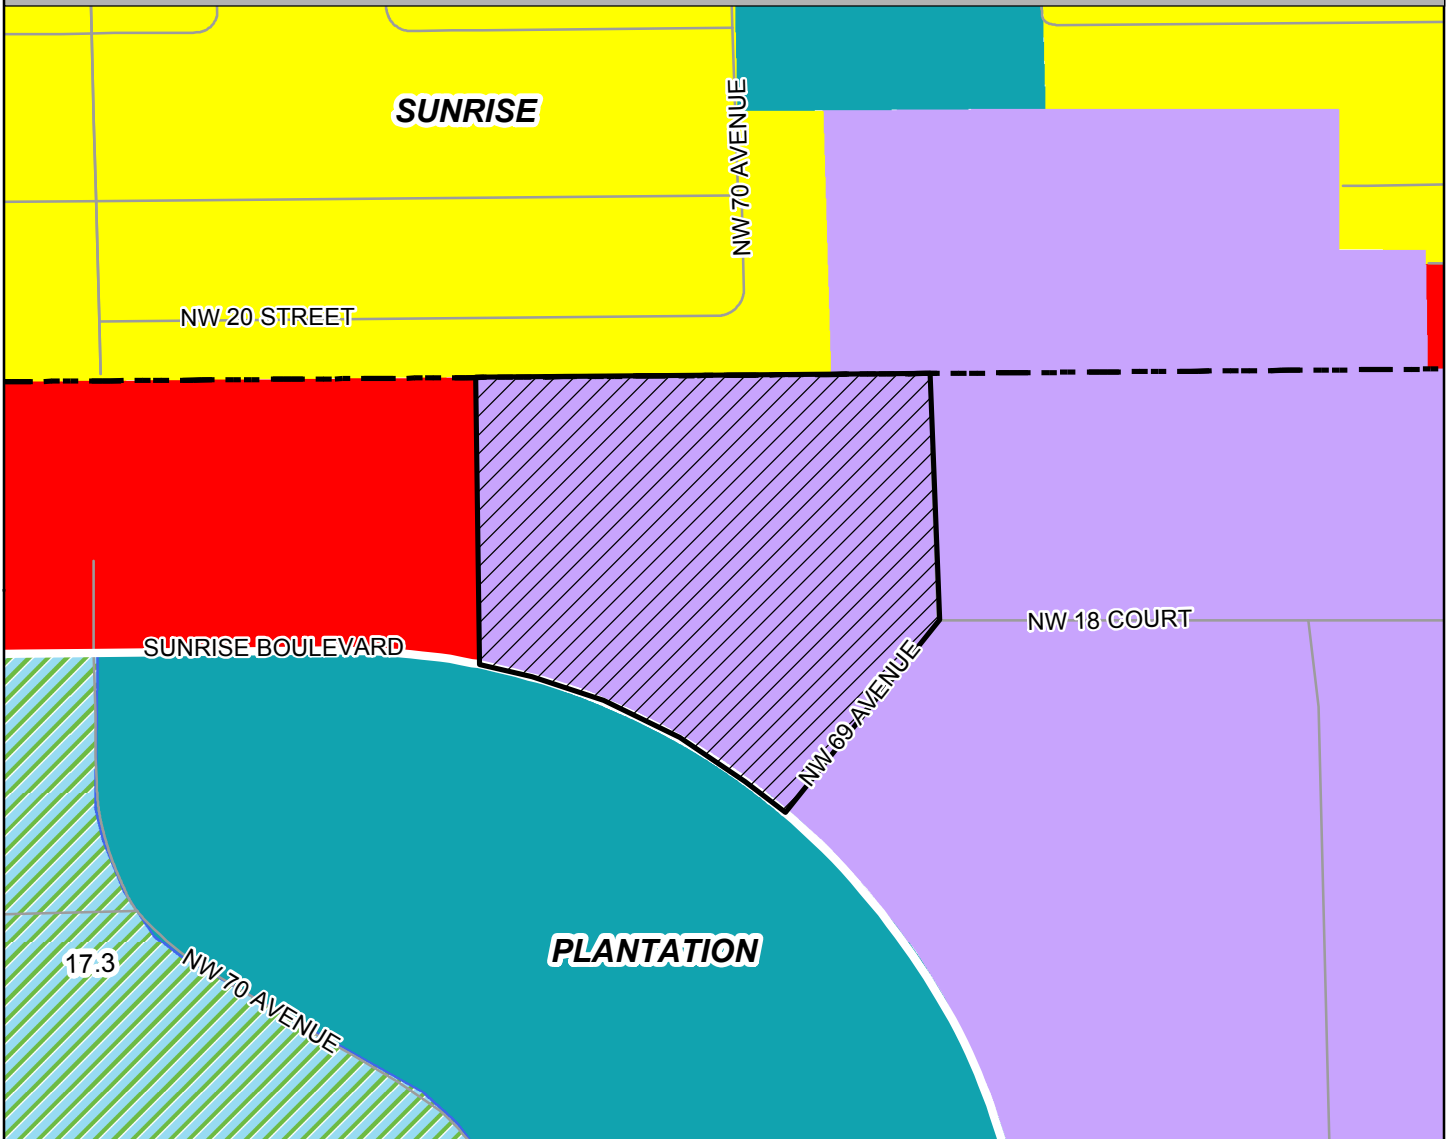 SUNRISE
NW 70 AVENUE
NW 20 STREET
NW 18 COURT
SUNRISE BOULEVARD
NW 69 AVENUE
PLANTATION
17.3
NW 70 AVENUE